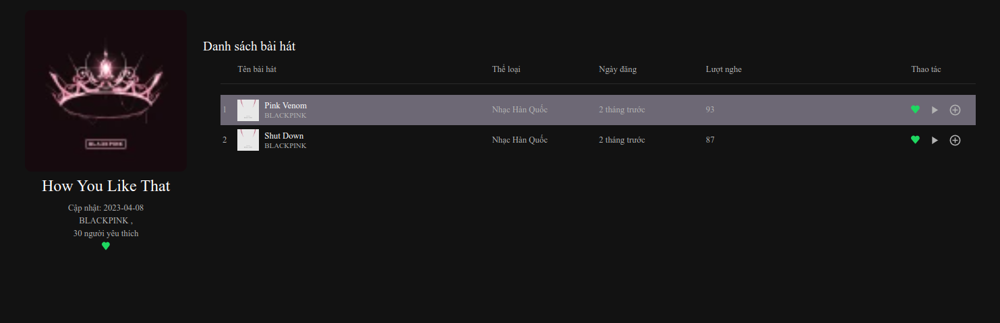 BLACKPINK
How You Like That
Cập nhật: 2023-04-08
BLACKPINK ,
30 người yêu thích
Danh sách bài hát
Tên bài hát Thể loại Ngày đăng Lượt nghe Thao tác
1 Pink Venom Nhạc Hàn Quốc 2 tháng trước 93
BLACKPINK
2 Shut Down Nhạc Hàn Quốc 2 tháng trước 87
BLACKPINK